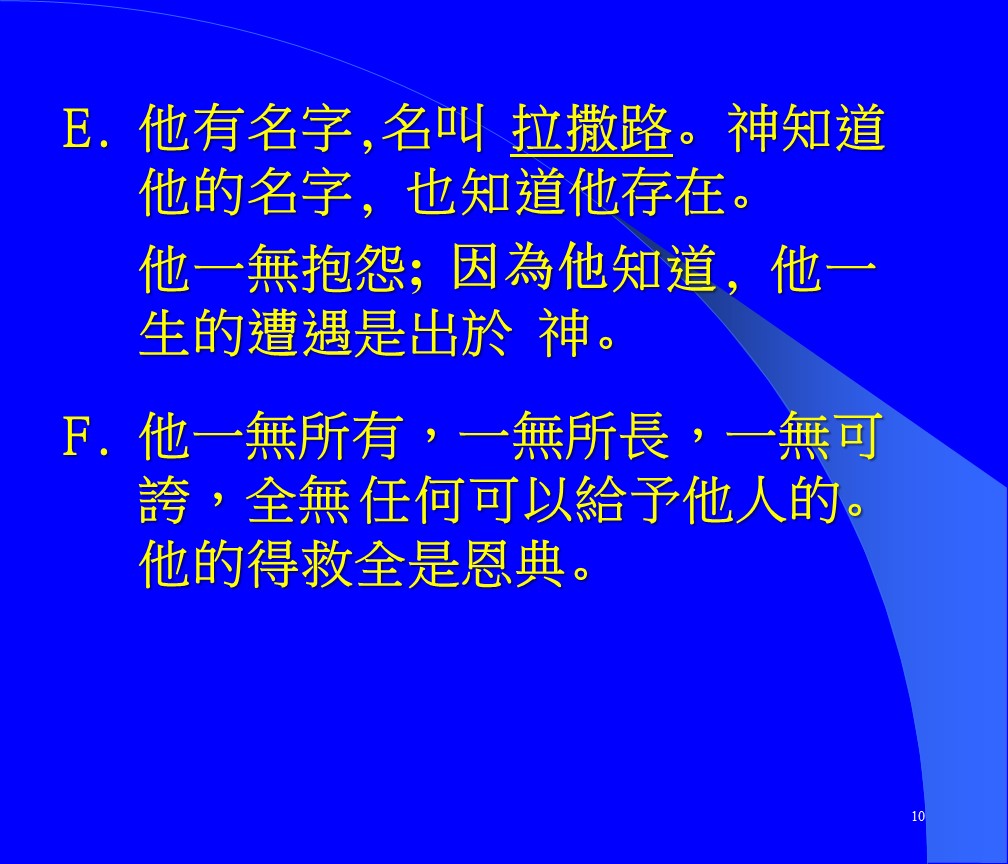 E. 他有名字,名叫 拉撒路。神知道
他的名字, 也知道他存在。
他一無抱怨; 因為他知道, 他一
生的遭遇是出於 神。
F. 他一無所有，一無所長，一無可
誇，全無任何可以給予他人的。
他的得救全是恩典。
10